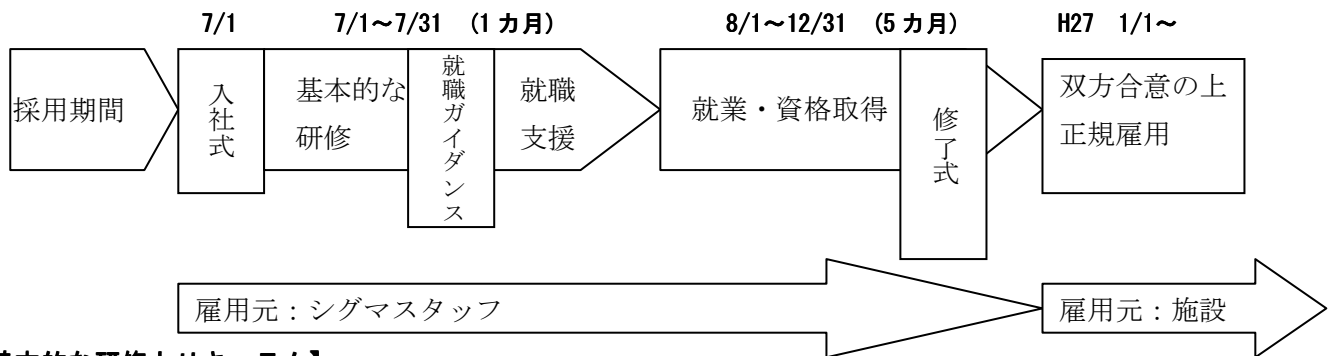 7/1 7/1～7/31 (1カ月) 8/1～12/31 (5カ月) H27 1/1～
採用期間
入社式
基本的な
研修
就職ガイダンス
就職
支援
就業・資格取得
修了式
双方合意の上
正規雇用
雇用元：シグマスタッフ
雇用元：施設